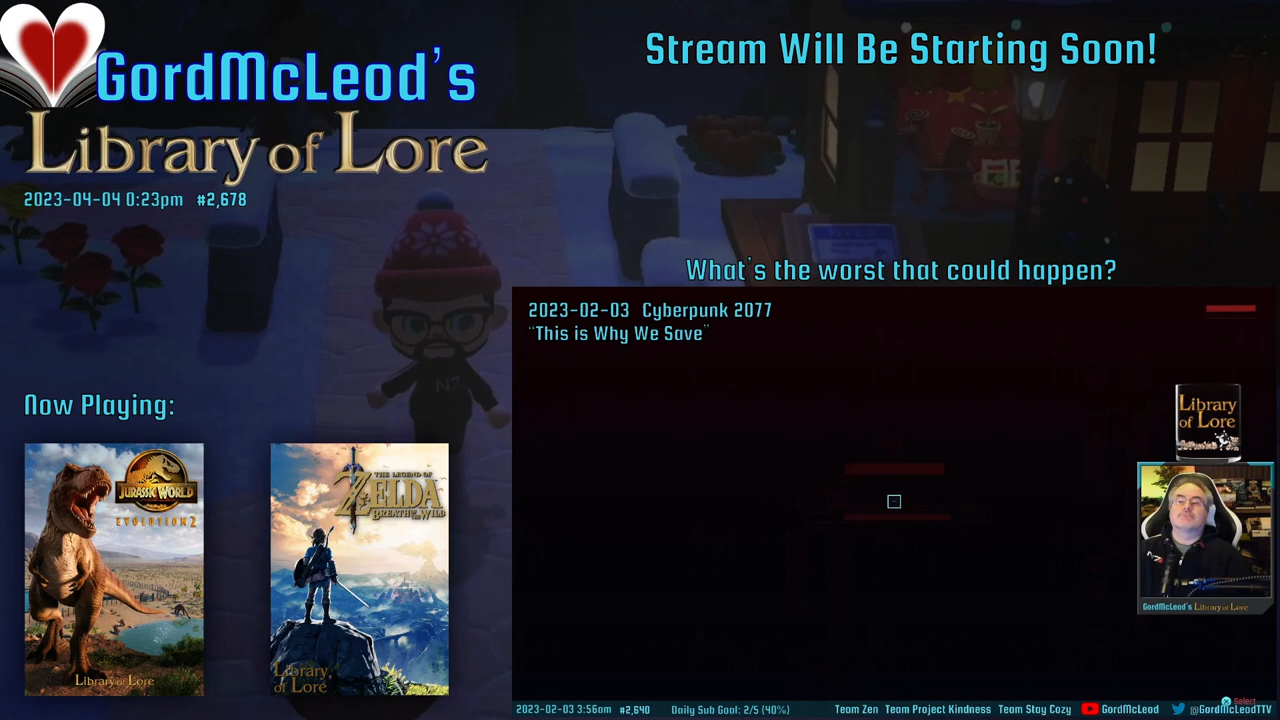 GordMcLeod's
Library of Lore
2023-04-04 0:23pm #2,678
Stream Will Be Starting Soon!
What's the worst that could happen?
2023-02-03 Cyberpunk 2077
"This is Why We Save"
Library
of Lore
GordMcLeod's Library of Lore
Now Playing:
JURASSIC WORLD
EVOLUTION 2
Library of Lore
THE LEGEND OF
ZELDA
BREATH OF THE WILD
Library
of Lore
Select
2023-02-03 3:56am #2,640 Daily Sub Goal: 2/5 (40%) Team Zen Team Project Kindness Team Stay Cozy GordMcLeod @GordMcLeodTTV